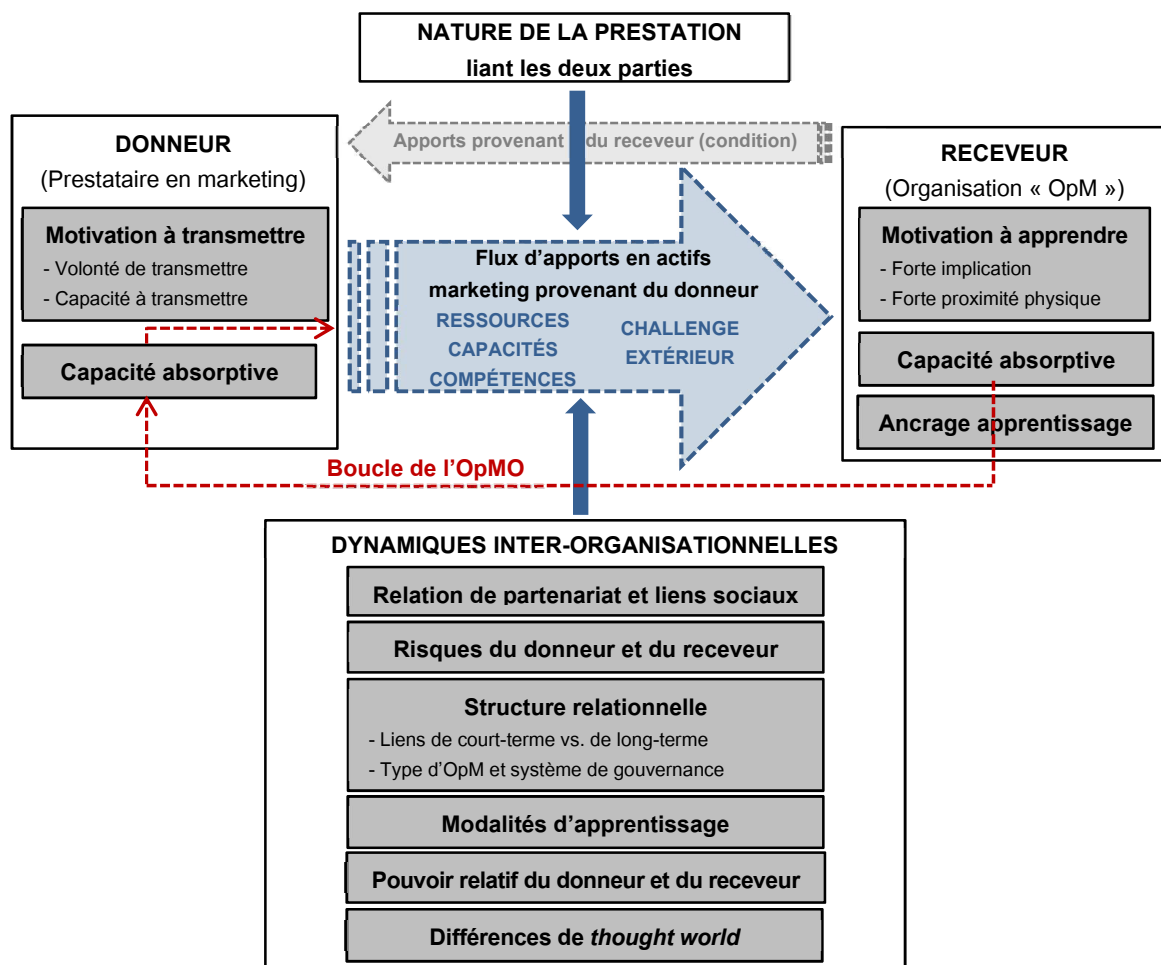 NATURE DE LA PRESTATION
liant les deux parties
Apports provenant du receveur (condition)
DONNEUR
(Prestataire en marketing)
Motivation à transmettre
- Volonté de transmettre
- Capacité à transmettre
Capacité absorptive
Flux d'apports en actifs
marketing provenant du donneur
RESSOURCES
CAPACITÉS
COMPÉTENCES
CHALLENGE
EXTÉRIEUR
RECEVEUR
(Organisation « OpM »)
Motivation à apprendre
- Forte implication
- Forte proximité physique
Capacité absorptive
Ancrage apprentissage
Boucle de l'OpMO
DYNAMIQUES INTER-ORGANISATIONNELLES
Relation de partenariat et liens sociaux
Risques du donneur et du receveur
Structure relationnelle
- Liens de court-terme vs. de long-terme
- Type d'OpM et système de gouvernance
Modalités d'apprentissage
Pouvoir relatif du donneur et du receveur
Différences de thought world